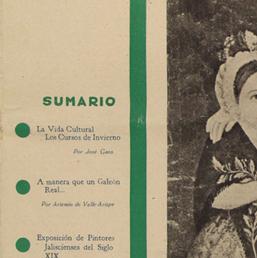 SUMARIO
La Vida Cultural
Los Cursos de Invierno
Por José Gaos
A manera que un Galeón
Real...
Por Artemio de Valle-Arizpe
Exposición de Pintores
Jaliscienses del Siglo
XIX